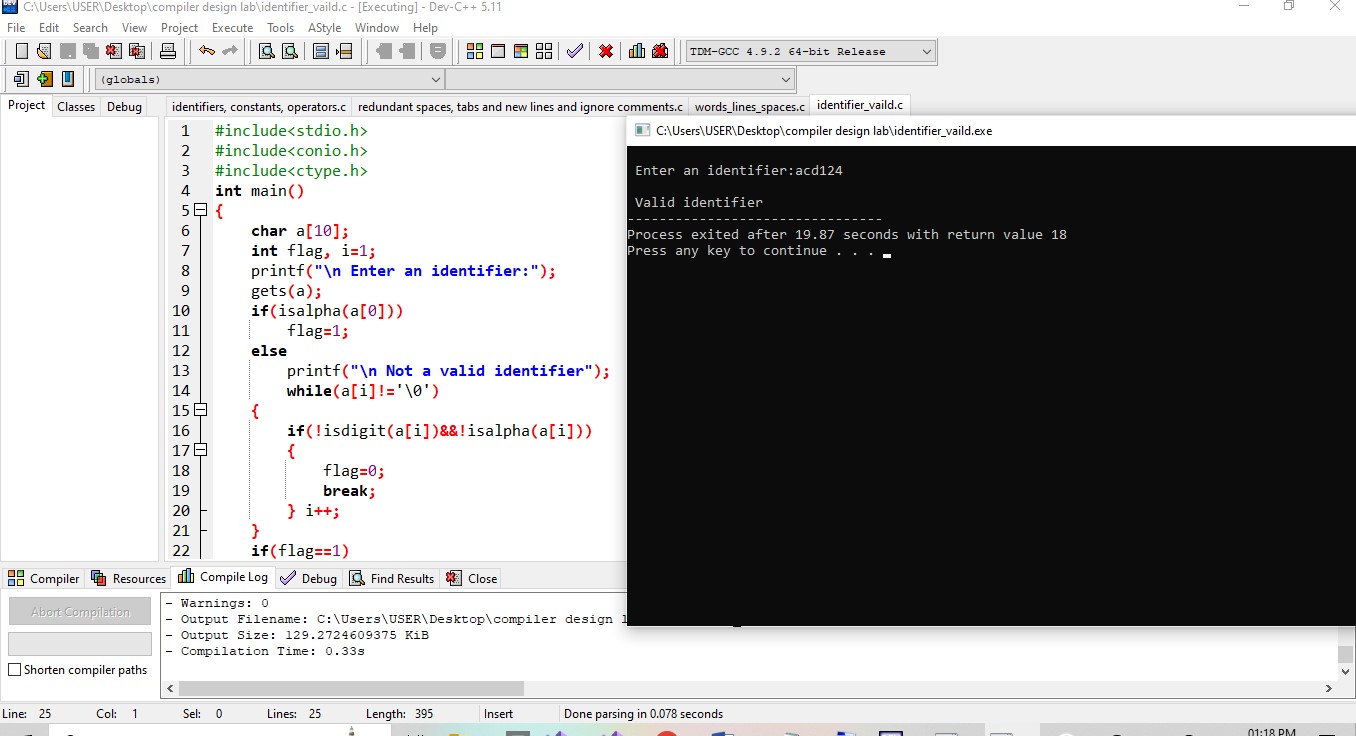 C:\Users\USER\Desktop\compiler design lab\identifier_vaild.c - [Executing] - Dev-C++ 5.11
File Edit Search View Project Execute Tools AStyle Window Help
TDM-GCC 4.9.2 64-bit Release
(globals)
Project Classes Debug
identifiers, constants, operators.c redundant spaces, tabs and new lines and ignore comments.c words_lines_spaces.c identifier_vaild.c
1 #include<stdio.h>
2 #include<conio.h>
3 #include<ctype.h>
4 int main()
5 {
6 char a[10];
7 int flag, i=1;
8 printf("\n Enter an identifier:");
9 gets(a);
10 if(isalpha(a[0]))
11 flag=1;
12 else
13 printf("\n Not a valid identifier");
14 while(a[i]!='\0')
15 {
16 if(!isdigit(a[i])&&!isalpha(a[i]))
17 {
18 flag=0;
19 break;
20 } i++;
21 }
22 if(flag==1)
C:\Users\USER\Desktop\compiler design lab\identifier_vaild.exe
Enter an identifier:acd124
Valid identifier
--------------------------------
Process exited after 19.87 seconds with return value 18
Press any key to continue . . .
Compiler Resources Compile Log Debug Find Results Close
Abort Compilation
Shorten compiler paths
- Warnings: 0
- Output Filename: C:\Users\USER\Desktop\compiler design l
- Output Size: 129.2724609375 KiB
- Compilation Time: 0.33s
Line: 25 Col: 1 Sel: 0 Lines: 25 Length: 395 Insert Done parsing in 0.078 seconds
01:18 PM